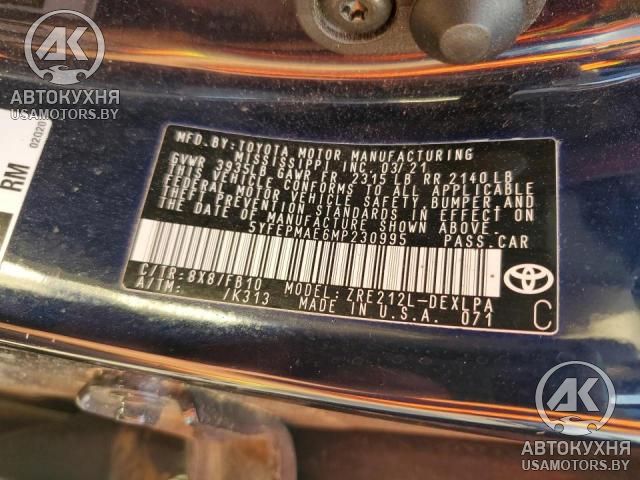 AK
АВТОКУХНЯ
USAMOTORS.BY
020202
RM
MFD.BY:TOYOTA MOTOR MANUFACTURING
MISSISSIPPI, INC. 03/21
GVWR 3935LB GAWR FR 2315 LB RR 2140LB
THIS VEHICLE CONFORMS TO ALL APPLICABLE
FEDERAL MOTOR VEHICLE SAFETY, BUMPER, AND
THEFT PREVENTION STANDARDS IN EFFECT ON
THE DATE OF MANUFACTURE SHOWN ABOVE.
5YFEPMAE6MP230995 PASS.CAR
C/TR:8X8/FB10 MODEL:ZRE212L-DEXLPA
A/TM: /K313 MADE IN U.S.A. 071
C
AK
АВТОКУХНЯ
USAMOTORS.BY